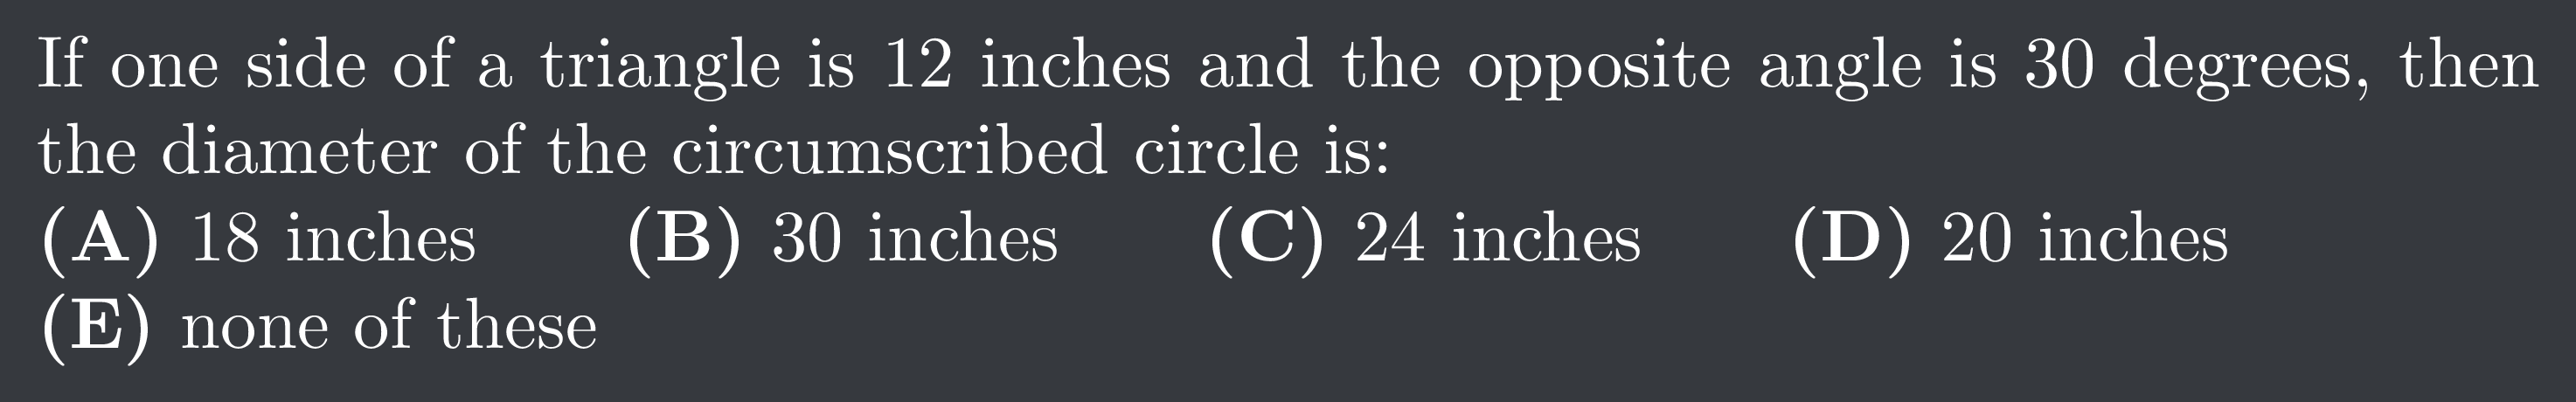 If one side of a triangle is 12 inches and the opposite angle is 30 degrees, then
the diameter of the circumscribed circle is:
(A) 18 inches (B) 30 inches (C) 24 inches (D) 20 inches
(E) none of these